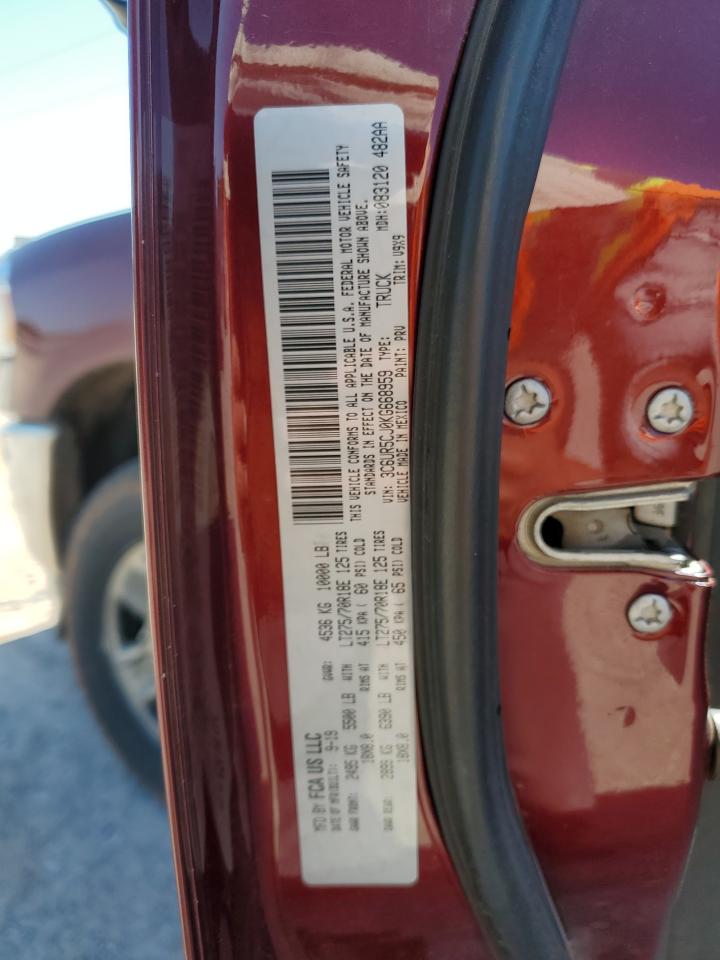 MFD BY FCA US LLC
DATE OF MFR(BUILT): 9-19 GVWR: 4536 KG 10000 LB
GAWR FRONT: 2495 KG 5500 LB WITH LT275/70R18E 125 TIRES
18X8.0 RIMS AT 415 KPA( 60 PSI) COLD
GAWR REAR: 2899 KG 6390 LB WITH LT275/70R18E 125 TIRES
18X8.0 RIMS AT 450 KPA( 65 PSI) COLD
THIS VEHICLE CONFORMS TO ALL APPLICABLE U.S.A. FEDERAL MOTOR VEHICLE SAFETY
STANDARDS IN EFFECT ON THE DATE OF MANUFACTURE SHOWN ABOVE.
VIN: 3C6UR5CJ0KG668959 TYPE: TRUCK MDH:083120 482AA
VEHICLE MADE IN MEXICO PAINT: PRV TRIM: V9X9